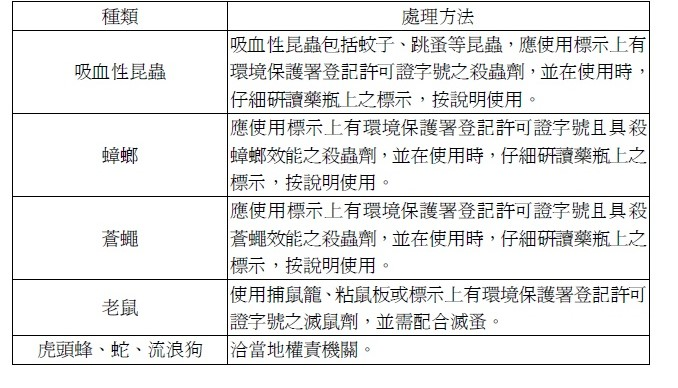 種類
處理方法
吸血性昆蟲
吸血性昆蟲包括蚊子、跳蚤等昆蟲，應使用標示上有
環境保護署登記許可證字號之殺蟲劑，並在使用時，
仔細研讀藥瓶上之標示，按說明使用。
蟑螂
應使用標示上有環境保護署登記許可證字號且具殺
蟑螂效能之殺蟲劑，並在使用時，仔細研讀藥瓶上之
標示，按說明使用。
蒼蠅
應使用標示上有環境保護署登記許可證字號且具殺
蒼蠅效能之殺蟲劑，並在使用時，仔細研讀藥瓶上之
標示，按說明使用。
老鼠
使用捕鼠籠、粘鼠板或標示上有環境保護署登記許可
證字號之滅鼠劑，並需配合滅蚤。
虎頭蜂、蛇、流浪狗
洽當地權責機關。